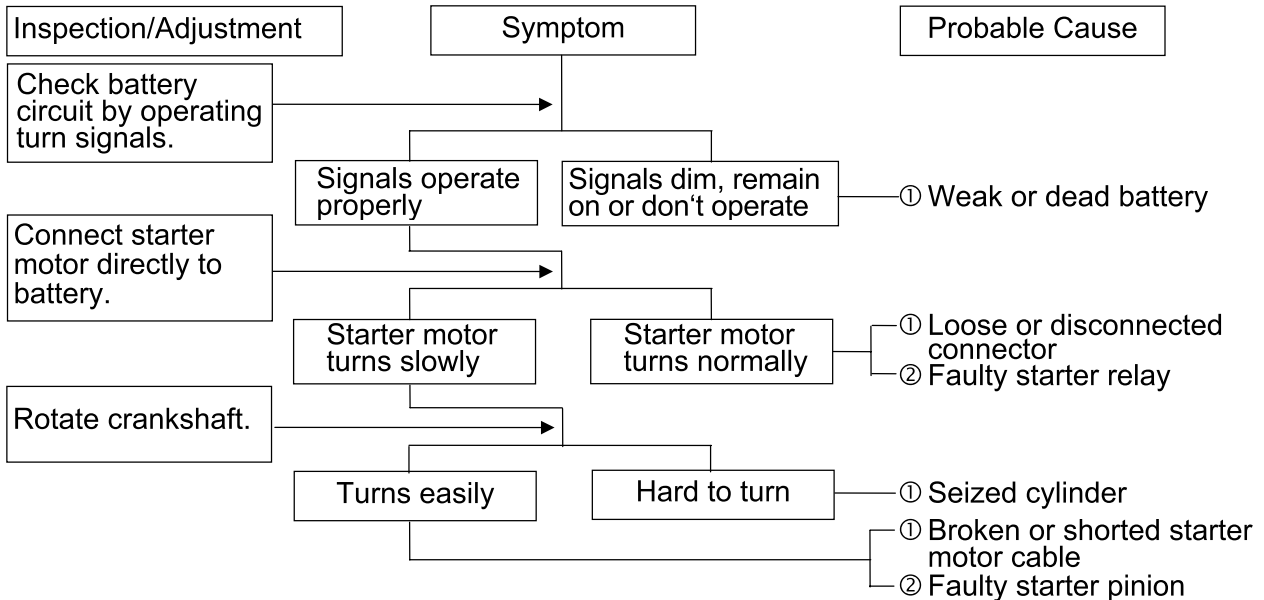 Inspection/Adjustment
Symptom
Probable Cause
Check battery
circuit by operating
turn signals.
Signals operate
properly
Signals dim, remain
on or don‘t operate
① Weak or dead battery
Connect starter
motor directly to
battery.
Starter motor
turns slowly
Starter motor
turns normally
① Loose or disconnected
connector
② Faulty starter relay
Rotate crankshaft.
Turns easily
Hard to turn
① Seized cylinder
① Broken or shorted starter
motor cable
② Faulty starter pinion